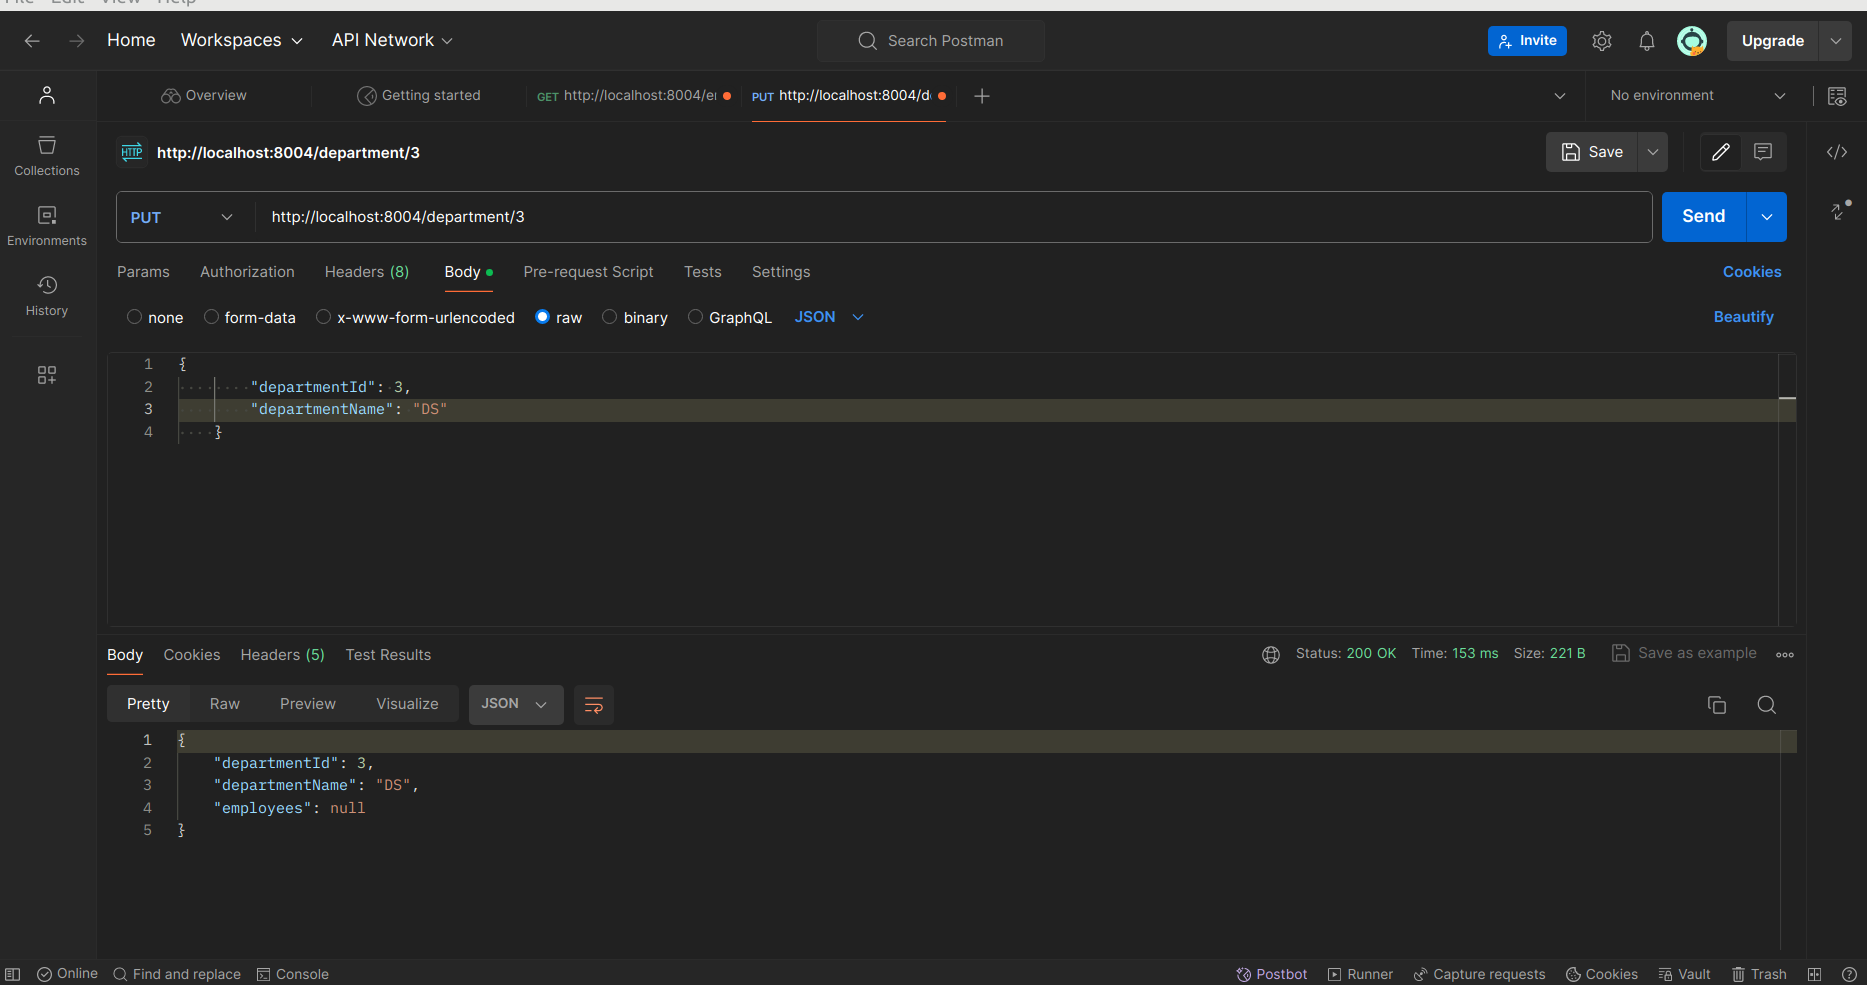 File Edit View Help
Home Workspaces API Network Search Postman Invite Upgrade
Overview Getting started GET http://localhost:8004/e PUT http://localhost:8004/d No environment
HTTP http://localhost:8004/department/3 Save
Collections
Environments
History
PUT http://localhost:8004/department/3 Send
Params Authorization Headers (8) Body Pre-request Script Tests Settings Cookies
none form-data x-www-form-urlencoded raw binary GraphQL JSON Beautify
1 {
2 "departmentId": 3,
3 "departmentName": "DS"
4 }
Body Cookies Headers (5) Test Results Status: 200 OK Time: 153 ms Size: 221 B Save as example
Pretty Raw Preview Visualize JSON
1 {
2 "departmentId": 3,
3 "departmentName": "DS",
4 "employees": null
5 }
Online Find and replace Console Postbot Runner Capture requests Cookies Vault Trash